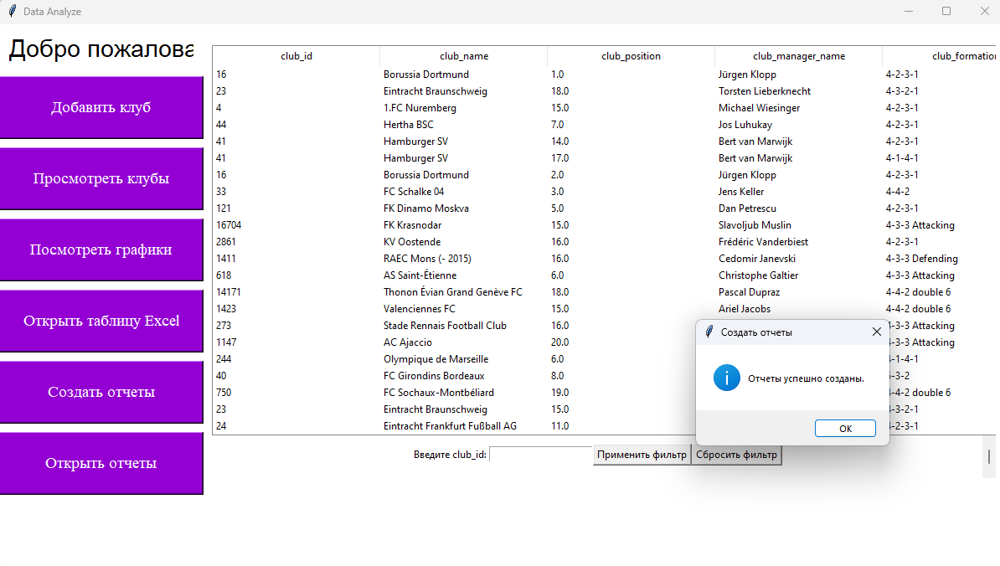 Data Analyze
Добро пожалова
Добавить клуб
Просмотреть клубы
Посмотреть графики
Открыть таблицу Excel
Создать отчеты
Открыть отчеты
club_id club_name club_position club_manager_name club_formation
16 Borussia Dortmund 1.0 Jürgen Klopp 4-2-3-1
23 Eintracht Braunschweig 18.0 Torsten Lieberknecht 4-3-2-1
4 1.FC Nuremberg 15.0 Michael Wiesinger 4-2-3-1
44 Hertha BSC 7.0 Jos Luhukay 4-2-3-1
41 Hamburger SV 14.0 Bert van Marwijk 4-2-3-1
41 Hamburger SV 17.0 Bert van Marwijk 4-1-4-1
16 Borussia Dortmund 2.0 Jürgen Klopp 4-2-3-1
33 FC Schalke 04 3.0 Jens Keller 4-4-2
121 FK Dinamo Moskva 5.0 Dan Petrescu 4-2-3-1
16704 FK Krasnodar 15.0 Slavoljub Muslin 4-3-3 Attacking
2861 KV Oostende 16.0 Frédéric Vanderbiest 4-2-3-1
1411 RAEC Mons (- 2015) 16.0 Cedomir Janevski 4-3-3 Defending
618 AS Saint-Étienne 6.0 Christophe Galtier 4-3-3 Attacking
14171 Thonon Évian Grand Genève FC 18.0 Pascal Dupraz 4-4-2 double 6
1423 Valenciennes FC 15.0 Ariel Jacobs 4-4-2 double 6
273 Stade Rennais Football Club 16.0 4-3-3 Attacking
1147 AC Ajaccio 20.0 4-3-3 Attacking
244 Olympique de Marseille 6.0 4-1-4-1
40 FC Girondins Bordeaux 8.0 -3-2
750 FC Sochaux-Montbéliard 19.0 4-4-2 double 6
23 Eintracht Braunschweig 15.0 4-3-2-1
24 Eintracht Frankfurt Fußball AG 11.0 4-2-3-1
Создать отчеты
Отчеты успешно созданы.
OK
Введите club_id: Применить фильтр Сбросить фильтр